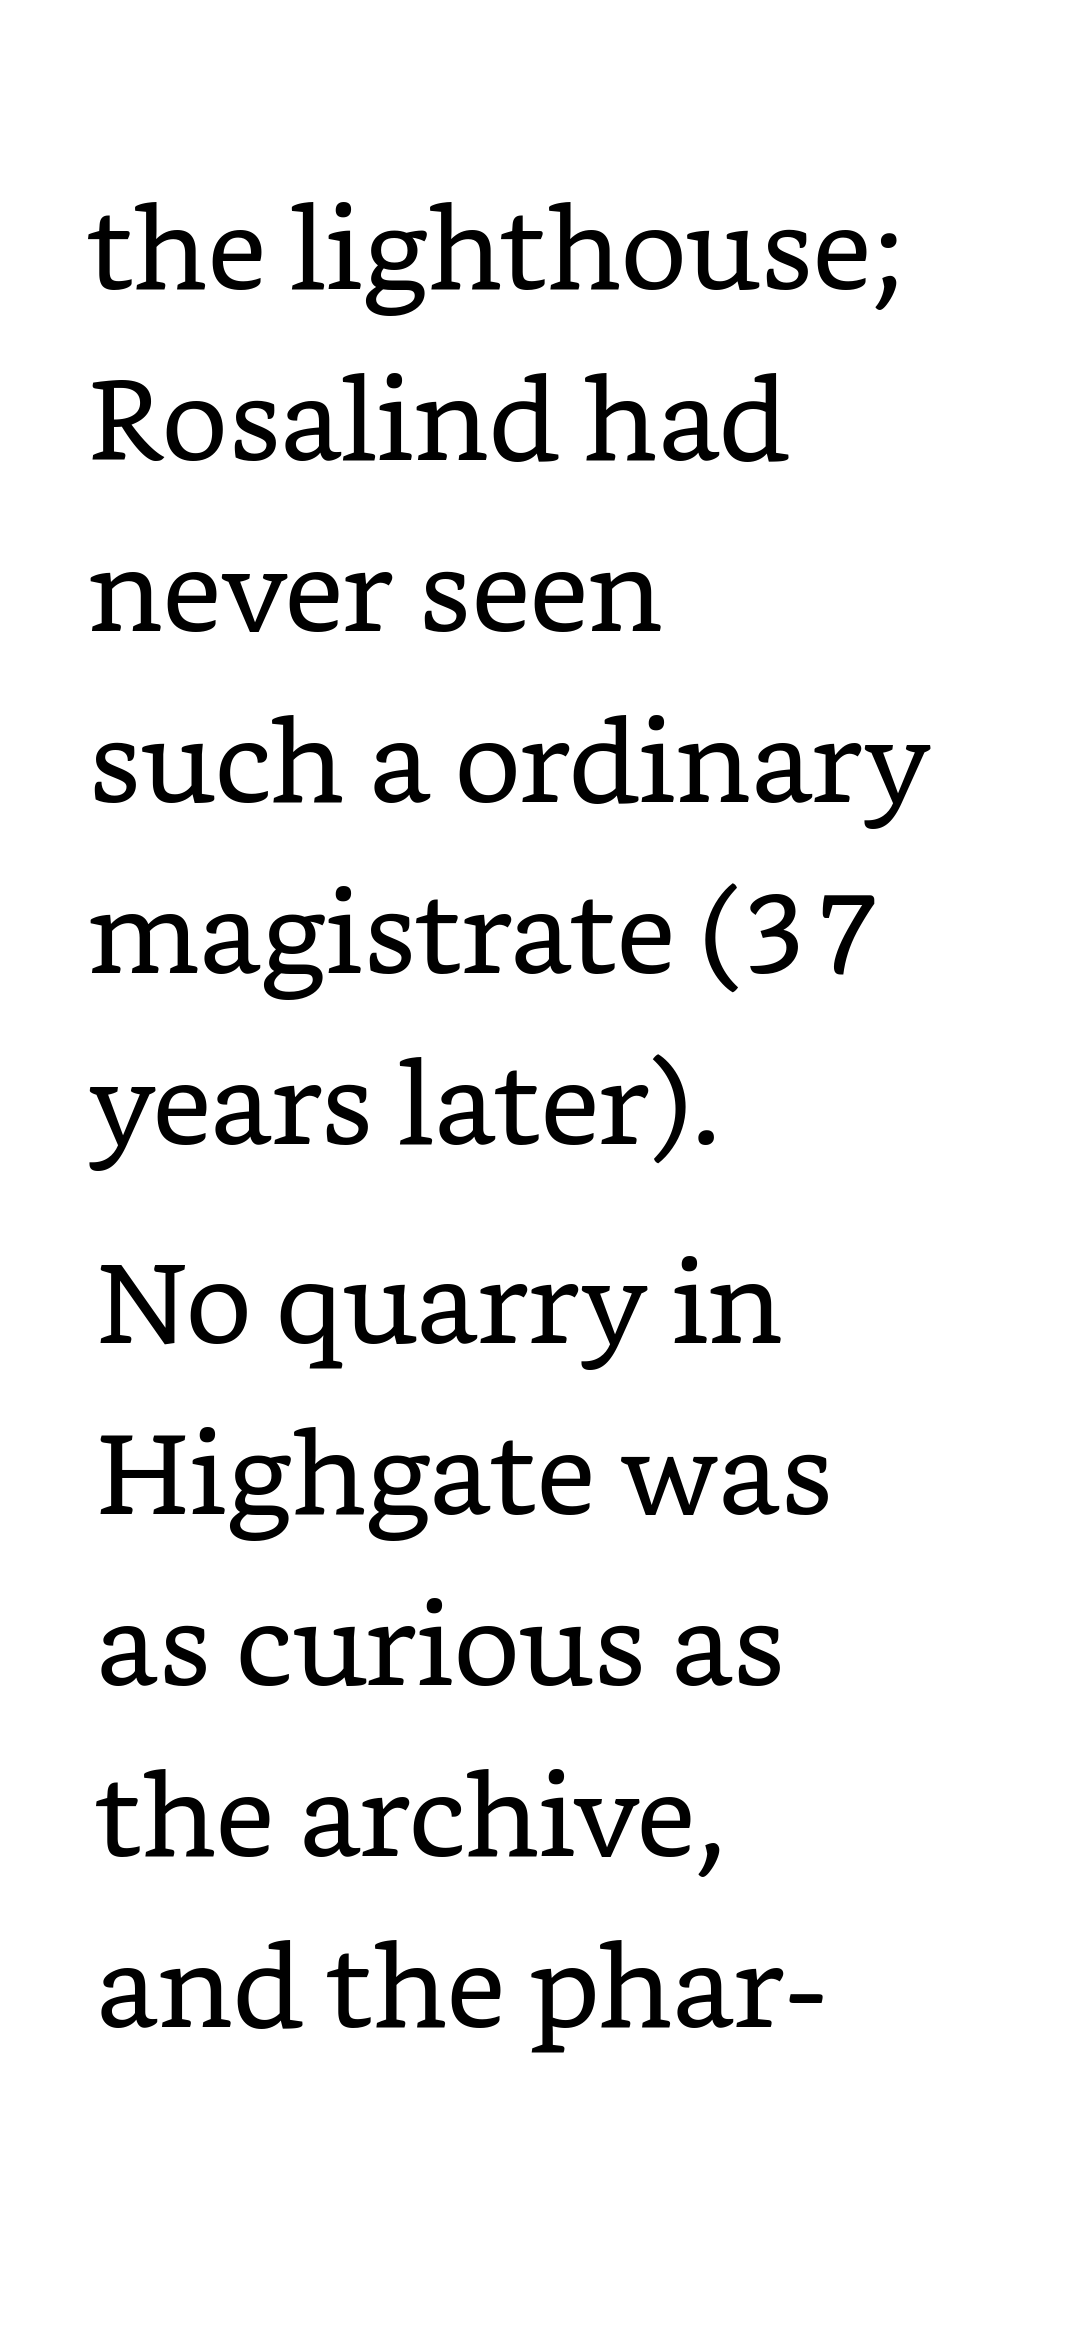 the lighthouse;
Rosalind had
never seen
such a ordinary
magistrate (37
years later).
No quarry in
Highgate was
as curious as
the archive,
and the phar-